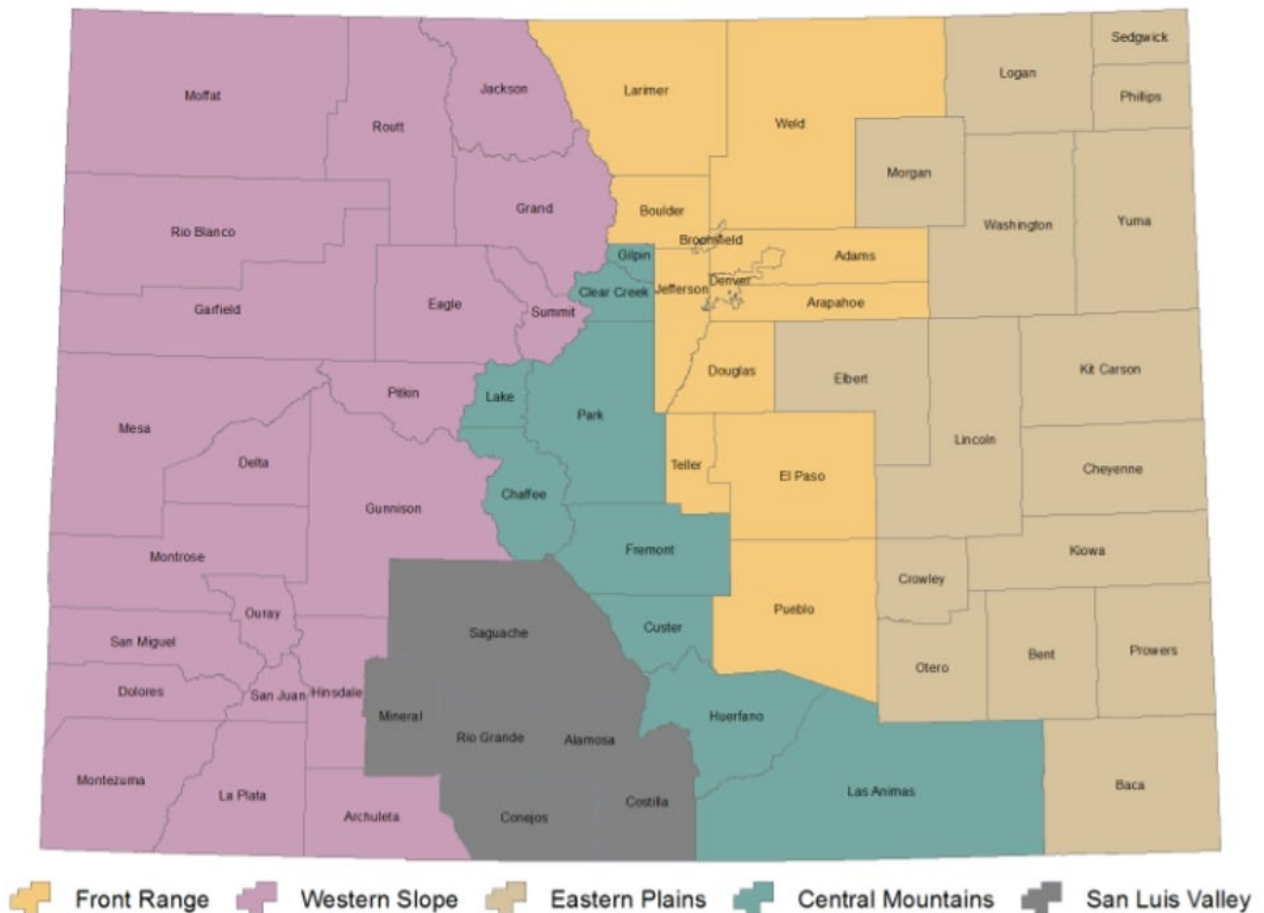 Sedgwick
Logan
Jackson
Larimer
Moffat
Phillips
Weld
Routt
Morgan
Grand
Boulder
Yuma
Washington
Rio Blanco
Broomfield
Gilpin
Adams
Denver
Clear Creek
Jefferson
Eagle
Arapahoe
Garfield
Summit
Kit Carson
Douglas
Elbert
Pitkin
Lake
Park
Mesa
Lincoln
Delta
Teller
Cheyenne
El Paso
Chaffee
Gunnison
Fremont
Kiowa
Montrose
Crowley
Pueblo
Ouray
Custer
Saguache
San Miguel
Prowers
Bent
Otero
Dolores
San Juan
Hinsdale
Mineral
Huerfano
Rio Grande
Alamosa
Montezuma
Baca
Las Animas
La Plata
Costilla
Archuleta
Conejos
Front Range
Western Slope
Eastern Plains
Central Mountains
San Luis Valley